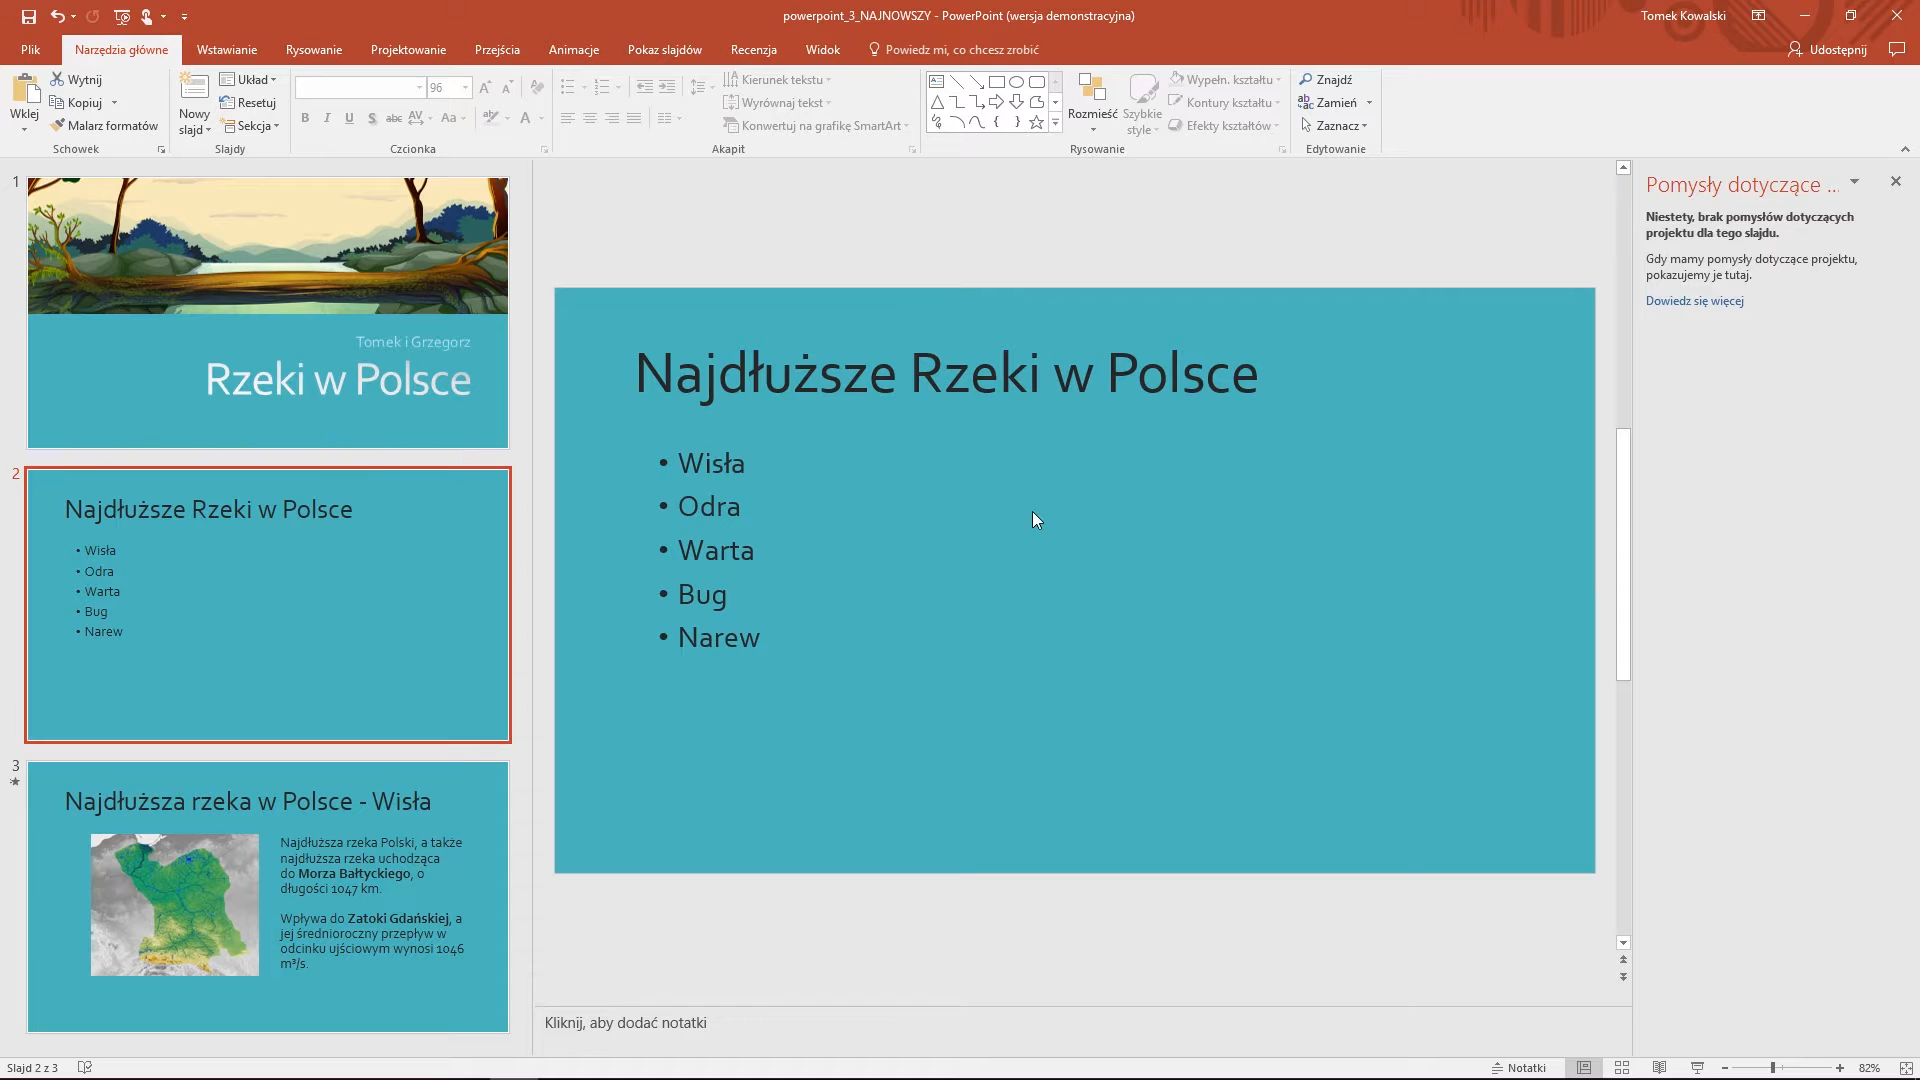 powerpoint_3_NAJNOWSZY - PowerPoint (wersja demonstracyjna)
Tomek Kowalski
Plik
Narzędzia główne
Wstawianie
Rysowanie
Projektowanie
Przejścia
Animacje
Pokaz slajdów
Recenzja
Widok
Powiedz mi, co chcesz zrobić
Udostępnij
Wklej
Wytnij
Kopiuj
Malarz formatów
Schowek
Nowy
slajd
Układ
Resetuj
Sekcja
Slajdy
96
B I U S abc AV Aa A
Czcionka
Kierunek tekstu
Wyrównaj tekst
Konwertuj na grafikę SmartArt
Akapit
Rozmieść
Szybkie
style
Wypełn. kształtu
Kontury kształtu
Efekty kształtów
Rysowanie
Znajdź
Zamień
Zaznacz
Edytowanie
1
Tomek i Grzegorz
Rzeki w Polsce
2
Najdłuższe Rzeki w Polsce
• Wisła
• Odra
• Warta
• Bug
• Narew
3
Najdłuższa rzeka w Polsce - Wisła
Najdłuższa rzeka Polski, a także
najdłuższa rzeka uchodząca
do Morza Bałtyckiego, o
długości 1047 km.
Wpływa do Zatoki Gdańskiej, a
jej średnioroczny przepływ w
odcinku ujściowym wynosi 1046
m³/s.
Najdłuższe Rzeki w Polsce
• Wisła
• Odra
• Warta
• Bug
• Narew
Kliknij, aby dodać notatki
Pomysły dotyczące ...
Niestety, brak pomysłów dotyczących
projektu dla tego slajdu.
Gdy mamy pomysły dotyczące projektu,
pokazujemy je tutaj.
Dowiedz się więcej
Slajd 2 z 3
Notatki
82%